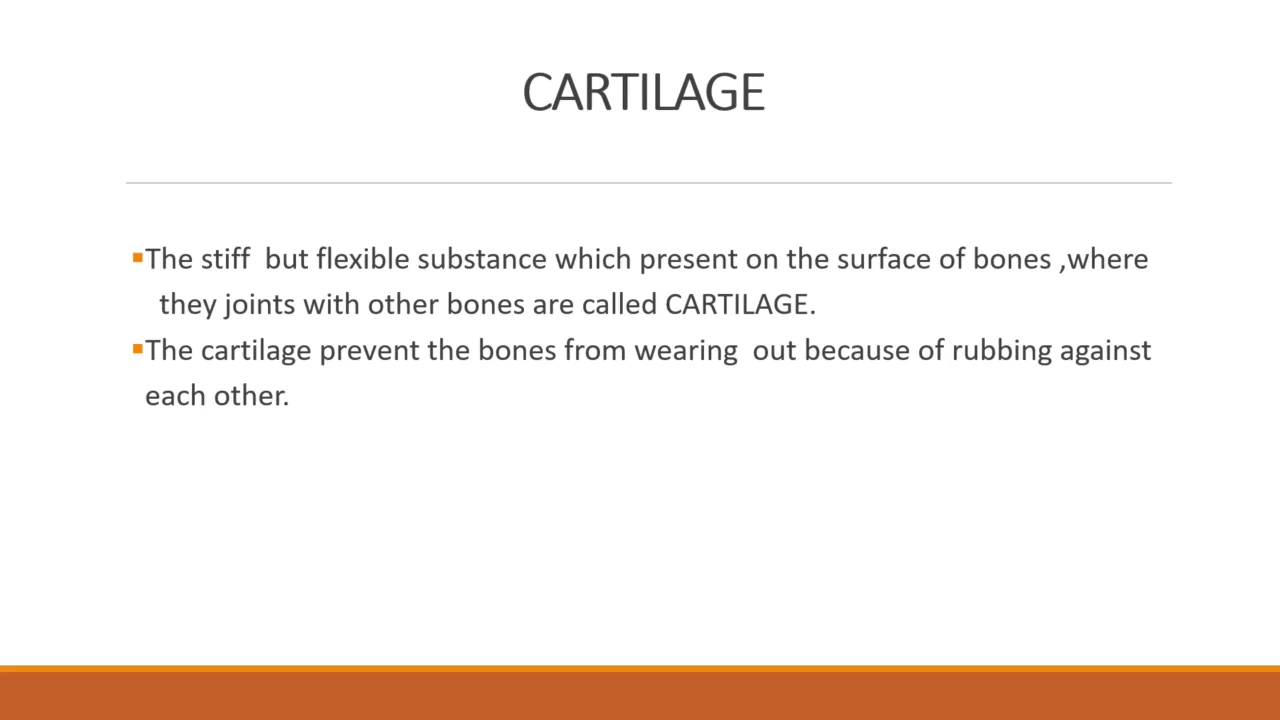 CARTILAGE
▪The stiff  but flexible substance which present on the surface of bones ,where
they joints with other bones are called CARTILAGE.
▪The cartilage prevent the bones from wearing  out because of rubbing against
each other.